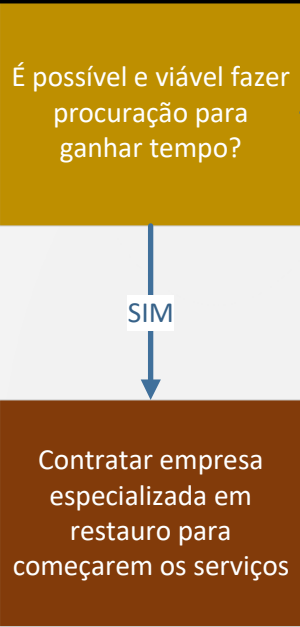 É possível e viável fazer
procuração para
ganhar tempo?
SIM
Contratar empresa
especializada em
restauro para
começarem os serviços